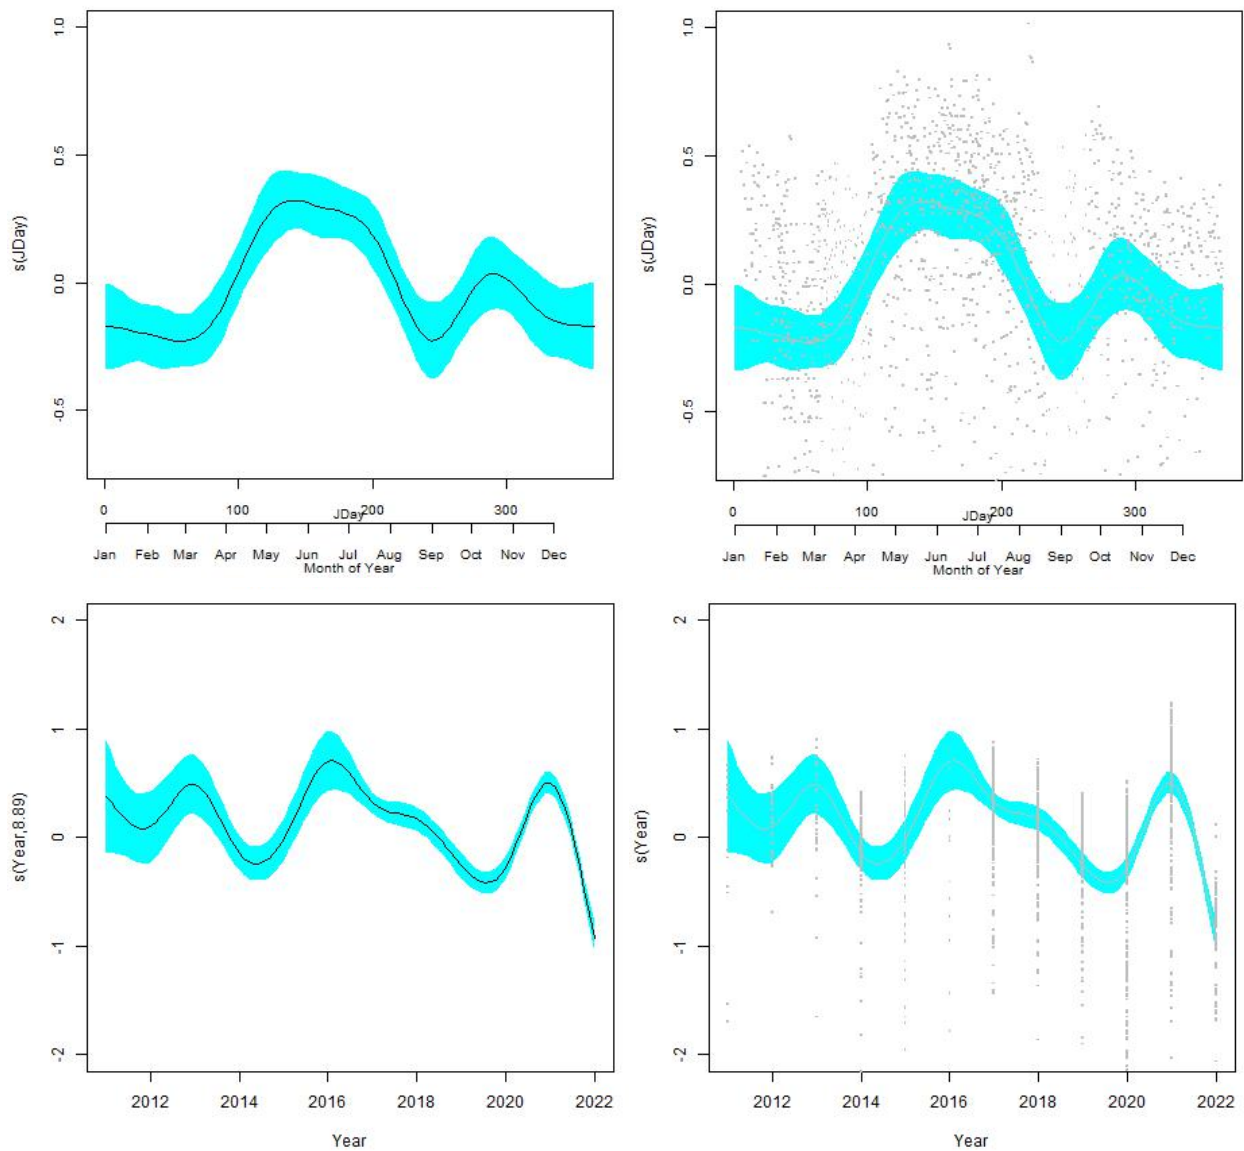 s(JDay)
1.0
0.5
0.0
-0.5
0 100 200 300
JDay
Jan Feb Mar Apr May Jun Jul Aug Sep Oct Nov Dec
Month of Year
s(JDay)
1.0
0.5
0.0
-0.5
0 100 200 300
JDay
Jan Feb Mar Apr May Jun Jul Aug Sep Oct Nov Dec
Month of Year
s(Year,8.89)
2
1
0
-1
-2
2012 2014 2016 2018 2020 2022
Year
s(Year)
2
1
0
-1
-2
2012 2014 2016 2018 2020 2022
Year